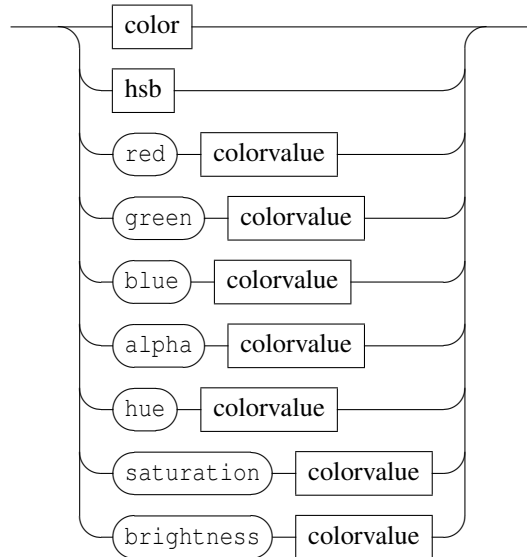 color
hsb
red colorvalue
green colorvalue
blue colorvalue
alpha colorvalue
hue colorvalue
saturation colorvalue
brightness colorvalue